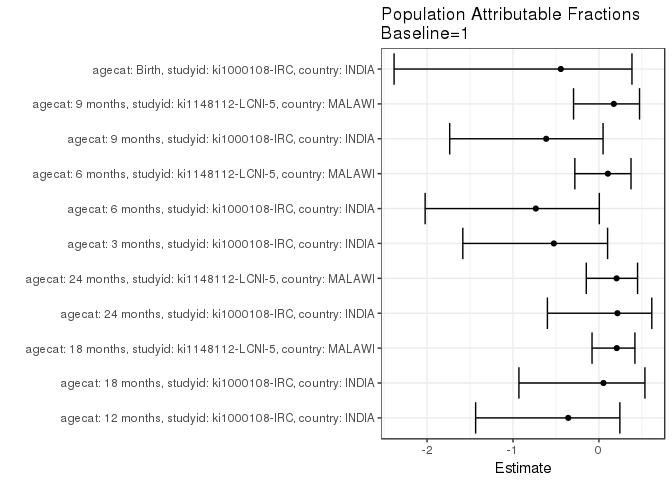 Population Attributable Fractions
Baseline=1
agecat: Birth, studyid: ki1000108-IRC, country: INDIA
agecat: 9 months, studyid: ki1148112-LCNI-5, country: MALAWI
agecat: 9 months, studyid: ki1000108-IRC, country: INDIA
agecat: 6 months, studyid: ki1148112-LCNI-5, country: MALAWI
agecat: 6 months, studyid: ki1000108-IRC, country: INDIA
agecat: 3 months, studyid: ki1000108-IRC, country: INDIA
agecat: 24 months, studyid: ki1148112-LCNI-5, country: MALAWI
agecat: 24 months, studyid: ki1000108-IRC, country: INDIA
agecat: 18 months, studyid: ki1148112-LCNI-5, country: MALAWI
agecat: 18 months, studyid: ki1000108-IRC, country: INDIA
agecat: 12 months, studyid: ki1000108-IRC, country: INDIA
-2 -1 0
Estimate